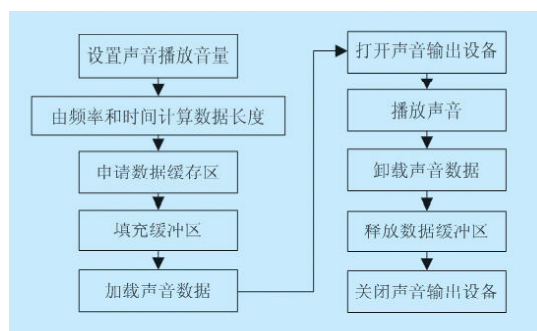 设置声音播放音量
由频率和时间计算数据长度
申请数据缓存区
填充缓冲区
加载声音数据
打开声音输出设备
播放声音
卸载声音数据
释放数据缓冲区
关闭声音输出设备